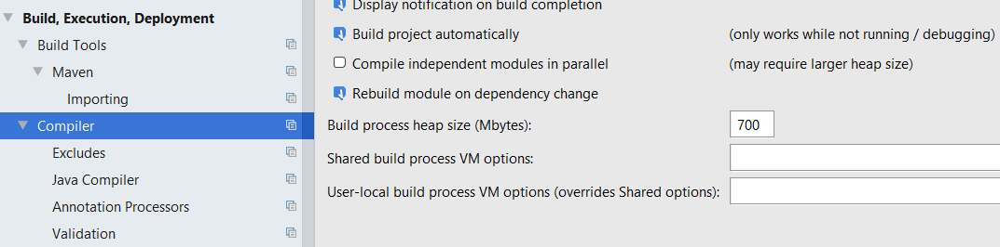 Display notification on build completion
Build, Execution, Deployment
Build project automatically (only works while not running / debugging)
Build Tools
Maven
Compile independent modules in parallel (may require larger heap size)
Importing
Rebuild module on dependency change
Compiler
Build process heap size (Mbytes): 700
Excludes
Shared build process VM options:
Java Compiler
User-local build process VM options (overrides Shared options):
Annotation Processors
Validation